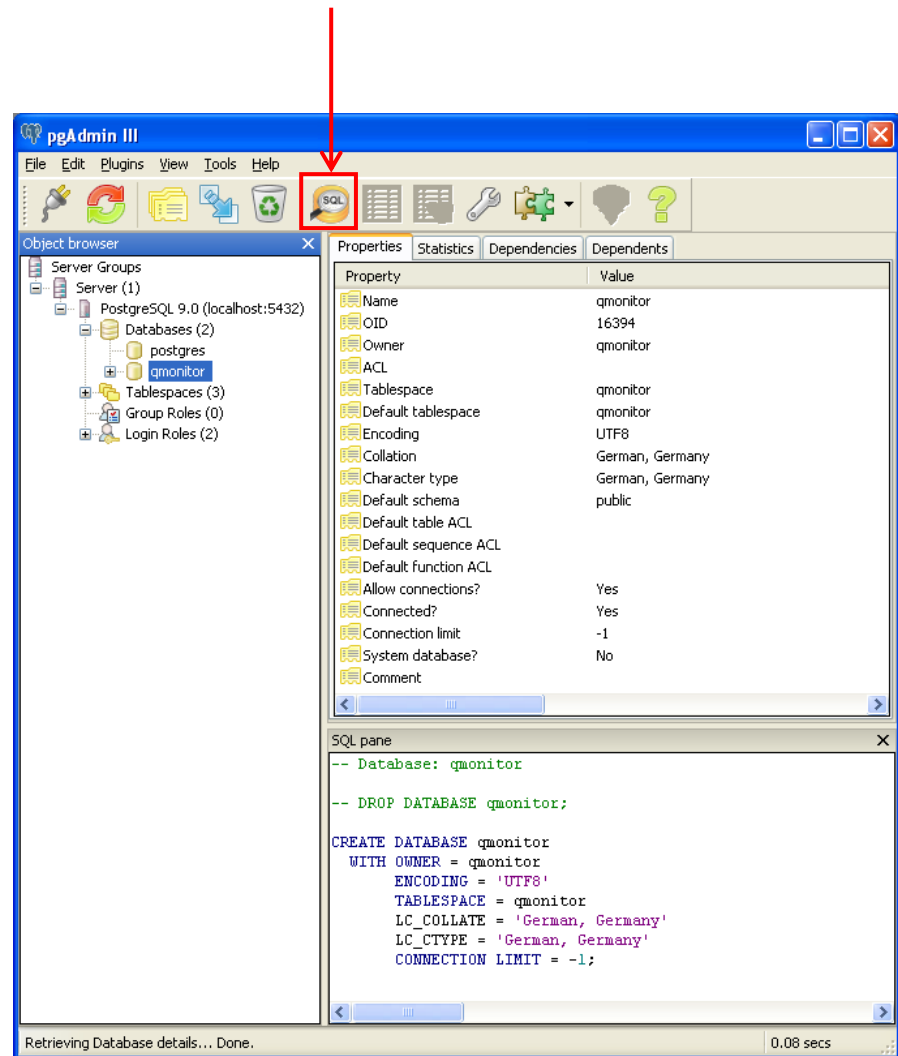 pgAdmin III
File Edit Plugins View Tools Help
SQL
Object browser
Server Groups
Server (1)
PostgreSQL 9.0 (localhost:5432)
Databases (2)
postgres
qmonitor
Tablespaces (3)
Group Roles (0)
Login Roles (2)
Properties Statistics Dependencies Dependents
Property Value
Name qmonitor
OID 16394
Owner qmonitor
ACL
Tablespace qmonitor
Default tablespace qmonitor
Encoding UTF8
Collation German, Germany
Character type German, Germany
Default schema public
Default table ACL
Default sequence ACL
Default function ACL
Allow connections? Yes
Connected? Yes
Connection limit -1
System database? No
Comment
SQL pane
-- Database: qmonitor
-- DROP DATABASE qmonitor;
CREATE DATABASE qmonitor
WITH OWNER = qmonitor
ENCODING = 'UTF8'
TABLESPACE = qmonitor
LC_COLLATE = 'German, Germany'
LC_CTYPE = 'German, Germany'
CONNECTION LIMIT = -1;
Retrieving Database details... Done. 0.08 secs